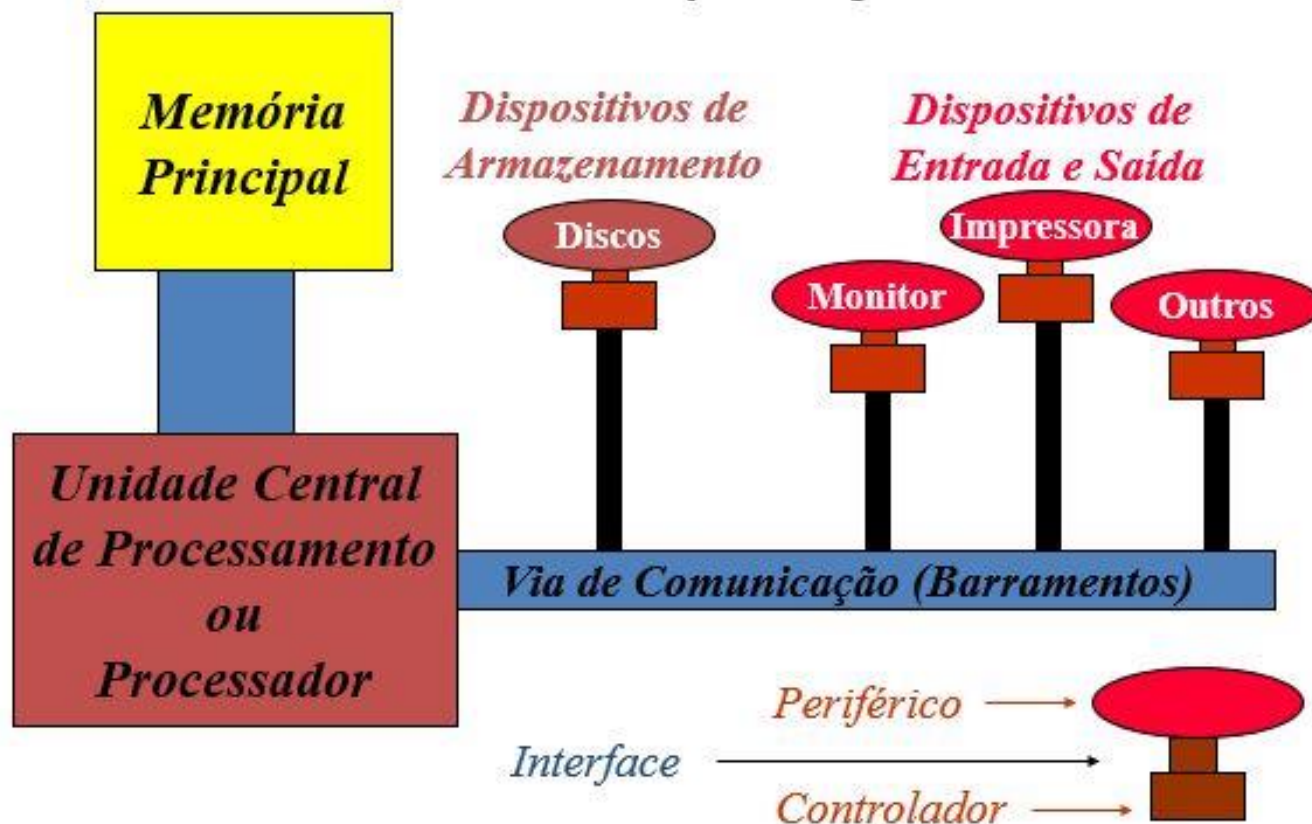 Memória
Principal
Dispositivos de
Armazenamento
Dispositivos de
Entrada e Saída
Discos
Monitor
Impressora
Outros
Unidade Central
de Processamento
ou
Processador
Via de Comunicação (Barramentos)
Periférico
Interface
Controlador